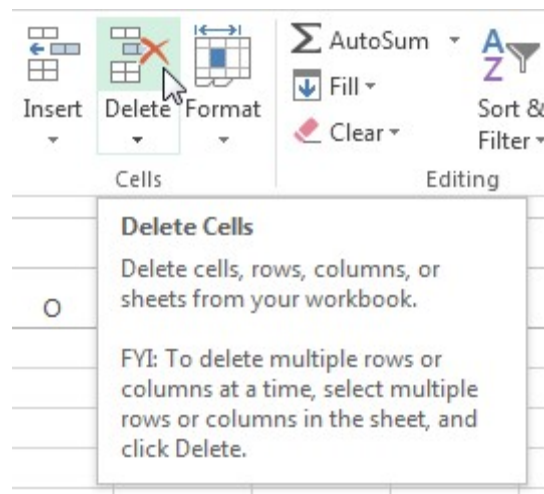 Insert Delete Format
AutoSum
Fill
Clear
A
Z
Sort &
Filter
Cells
Editing
O
Delete Cells
Delete cells, rows, columns, or
sheets from your workbook.
FYI: To delete multiple rows or
columns at a time, select multiple
rows or columns in the sheet, and
click Delete.